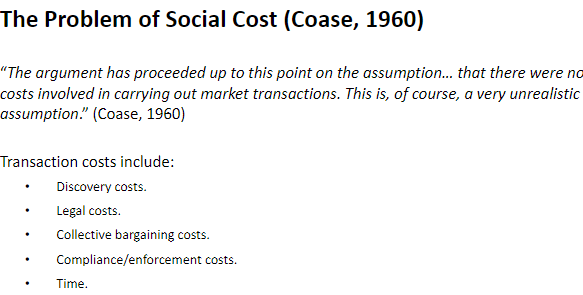 The Problem of Social Cost (Coase, 1960)
“The argument has proceeded up to this point on the assumption… that there were no
costs involved in carrying out market transactions. This is, of course, a very unrealistic
assumption.” (Coase, 1960)
Transaction costs include:
• Discovery costs.
• Legal costs.
• Collective bargaining costs.
• Compliance/enforcement costs.
• Time.